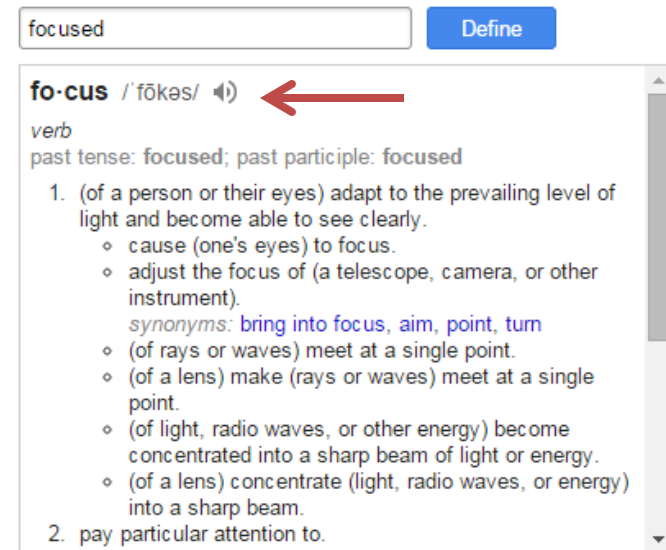 focused
Define
fo·cus /ˈfōkəs/
verb
past tense: focused; past participle: focused
1. (of a person or their eyes) adapt to the prevailing level of
light and become able to see clearly.
cause (one's eyes) to focus.
adjust the focus of (a telescope, camera, or other
instrument).
synonyms: bring into focus, aim, point, turn
(of rays or waves) meet at a single point.
(of a lens) make (rays or waves) meet at a single
point.
(of light, radio waves, or other energy) become
concentrated into a sharp beam of light or energy.
(of a lens) concentrate (light, radio waves, or energy)
into a sharp beam.
2. pay particular attention to.